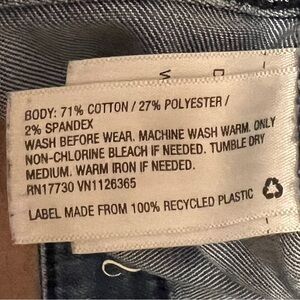 BODY: 71% COTTON / 27% POLYESTER /
2% SPANDEX
WASH BEFORE WEAR. MACHINE WASH WARM. ONLY
NON-CHLORINE BLEACH IF NEEDED. TUMBLE DRY
MEDIUM. WARM IRON IF NEEDED.
RN17730 VN1126365
LABEL MADE FROM 100% RECYCLED PLASTIC